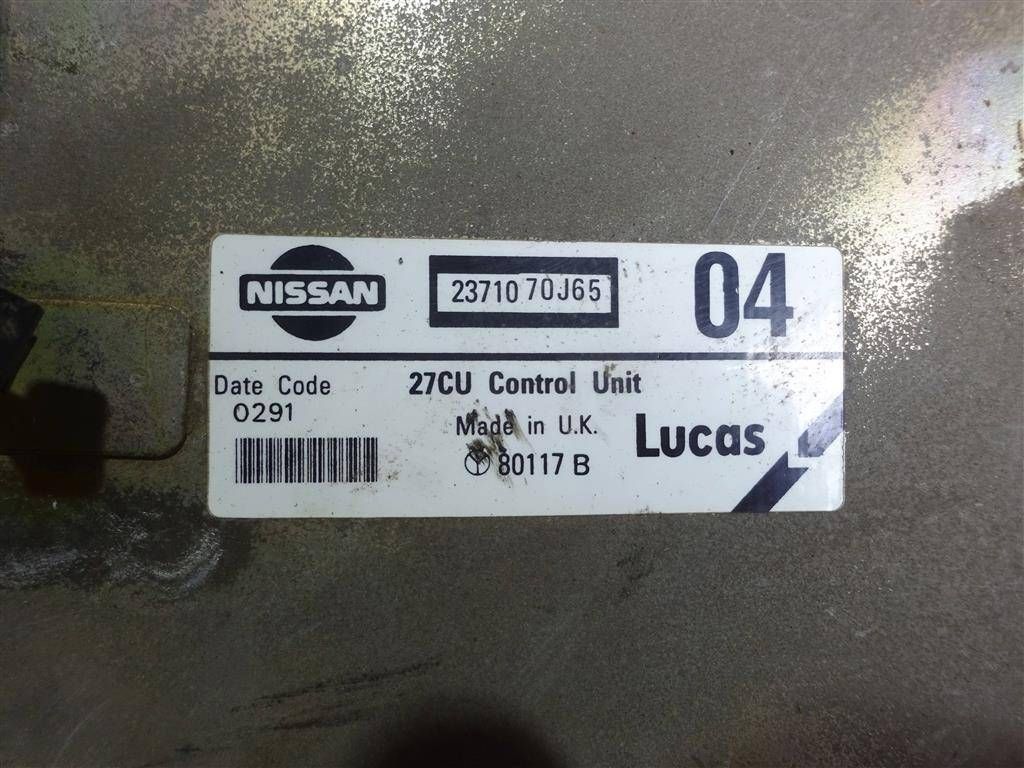 NISSAN
23710 70J65
04
Date Code
0291
27CU Control Unit
Made in U.K.
80117 B
Lucas